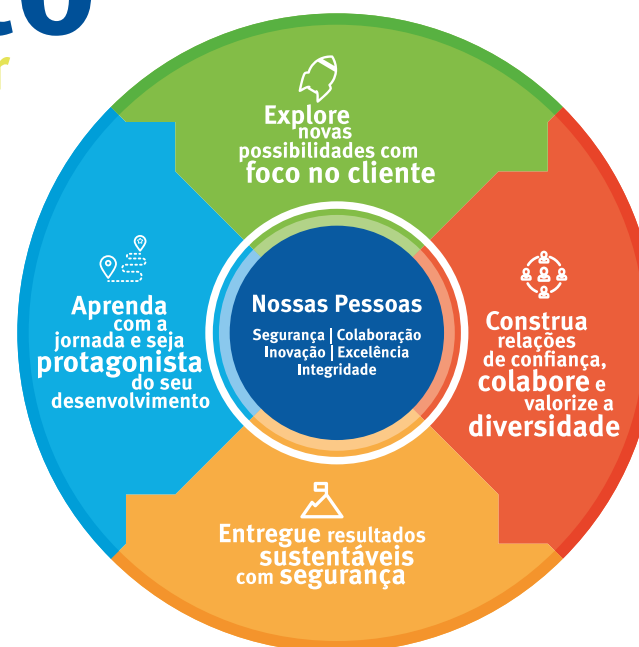 Explore
novas
possibilidades com
foco no cliente
Aprenda
com a
jornada e seja
protagonista
do seu
desenvolvimento
Nossas Pessoas
Segurança | Colaboração
Inovação | Excelência
Integridade
Construa
relações
de confiança,
colabore e
valorize a
diversidade
Entregue resultados
sustentáveis
com segurança